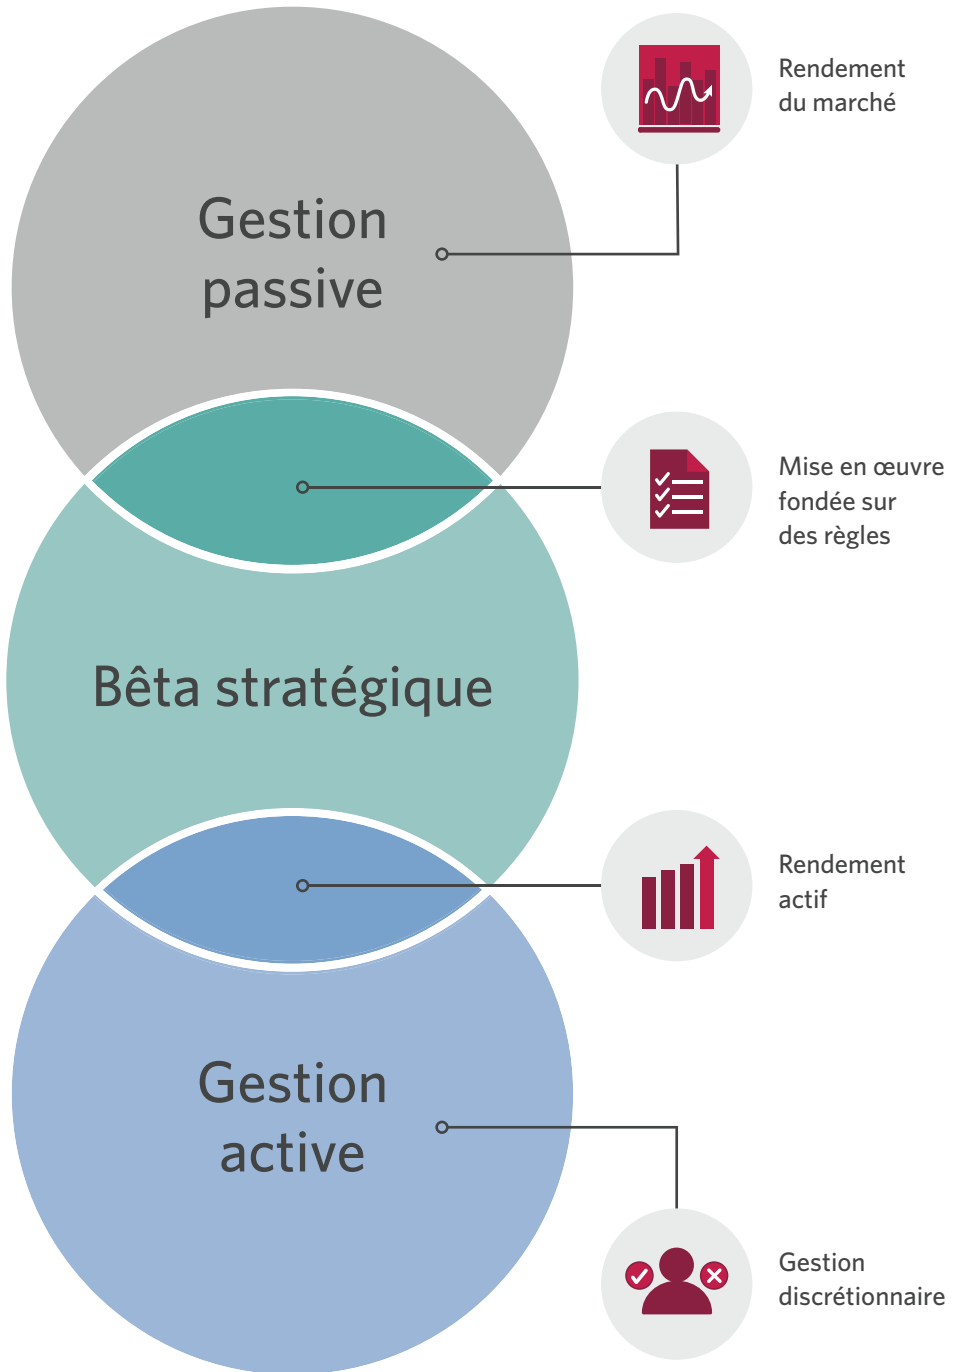 Rendement
du marché
Gestion
passive
Mise en œuvre
fondée sur
des règles
Bêta stratégique
Rendement
actif
Gestion
active
Gestion
discrétionnaire